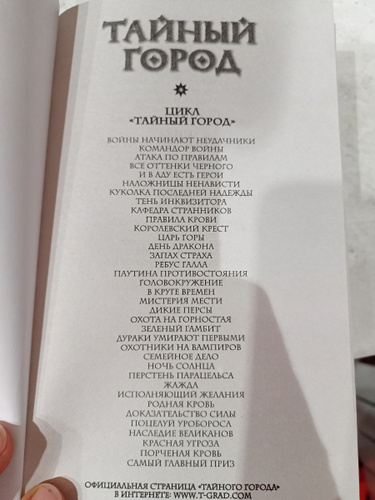 ТАЙНЫЙ
ГОРОД
ЦИКЛ
«ТАЙНЫЙ ГОРОД»
ВОЙНЫ НАЧИНАЮТ НЕУДАЧНИКИ
КОМАНДОР ВОЙНЫ
АТАКА ПО ПРАВИЛАМ
ВСЕ ОТТЕНКИ ЧЕРНОГО
И В АДУ ЕСТЬ ГЕРОИ
НАЛОЖНИЦЫ НЕНАВИСТИ
КУКОЛКА ПОСЛЕДНЕЙ НАДЕЖДЫ
ТЕНЬ ИНКВИЗИТОРА
КАФЕДРА СТРАННИКОВ
ПРАВИЛА КРОВИ
КОРОЛЕВСКИЙ КРЕСТ
ЦАРЬ ГОРЫ
ДЕНЬ ДРАКОНА
ЗАПАХ СТРАХА
РЕБУС ГАЛЛА
ПАУТИНА ПРОТИВОСТОЯНИЯ
ГОЛОВОКРУЖЕНИЕ
В КРУГЕ ВРЕМЕН
МИСТЕРИЯ МЕСТИ
ДИКИЕ ПЕРСЫ
ОХОТА НА ГОРНОСТАЯ
ЗЕЛЕНЫЙ ГАМБИТ
ДУРАКИ УМИРАЮТ ПЕРВЫМИ
ОХОТНИКИ НА ВАМПИРОВ
СЕМЕЙНОЕ ДЕЛО
НОЧЬ СОЛНЦА
ПЕРСТЕНЬ ПАРАЦЕЛЬСА
ЖАЖДА
ИСПОЛНЯЮЩИЙ ЖЕЛАНИЯ
РОДНАЯ КРОВЬ
ДОКАЗАТЕЛЬСТВО СИЛЫ
ПОЦЕЛУЙ УРОБОРОСА
НАСЛЕДИЕ ВЕЛИКАНОВ
КРАСНАЯ УГРОЗА
ПОРЧЕНАЯ КРОВЬ
САМЫЙ ГЛАВНЫЙ ПРИЗ
ОФИЦИАЛЬНАЯ СТРАНИЦА «ТАЙНОГО ГОРОДА»
В ИНТЕРНЕТЕ: WWW.T-GRAD.COM